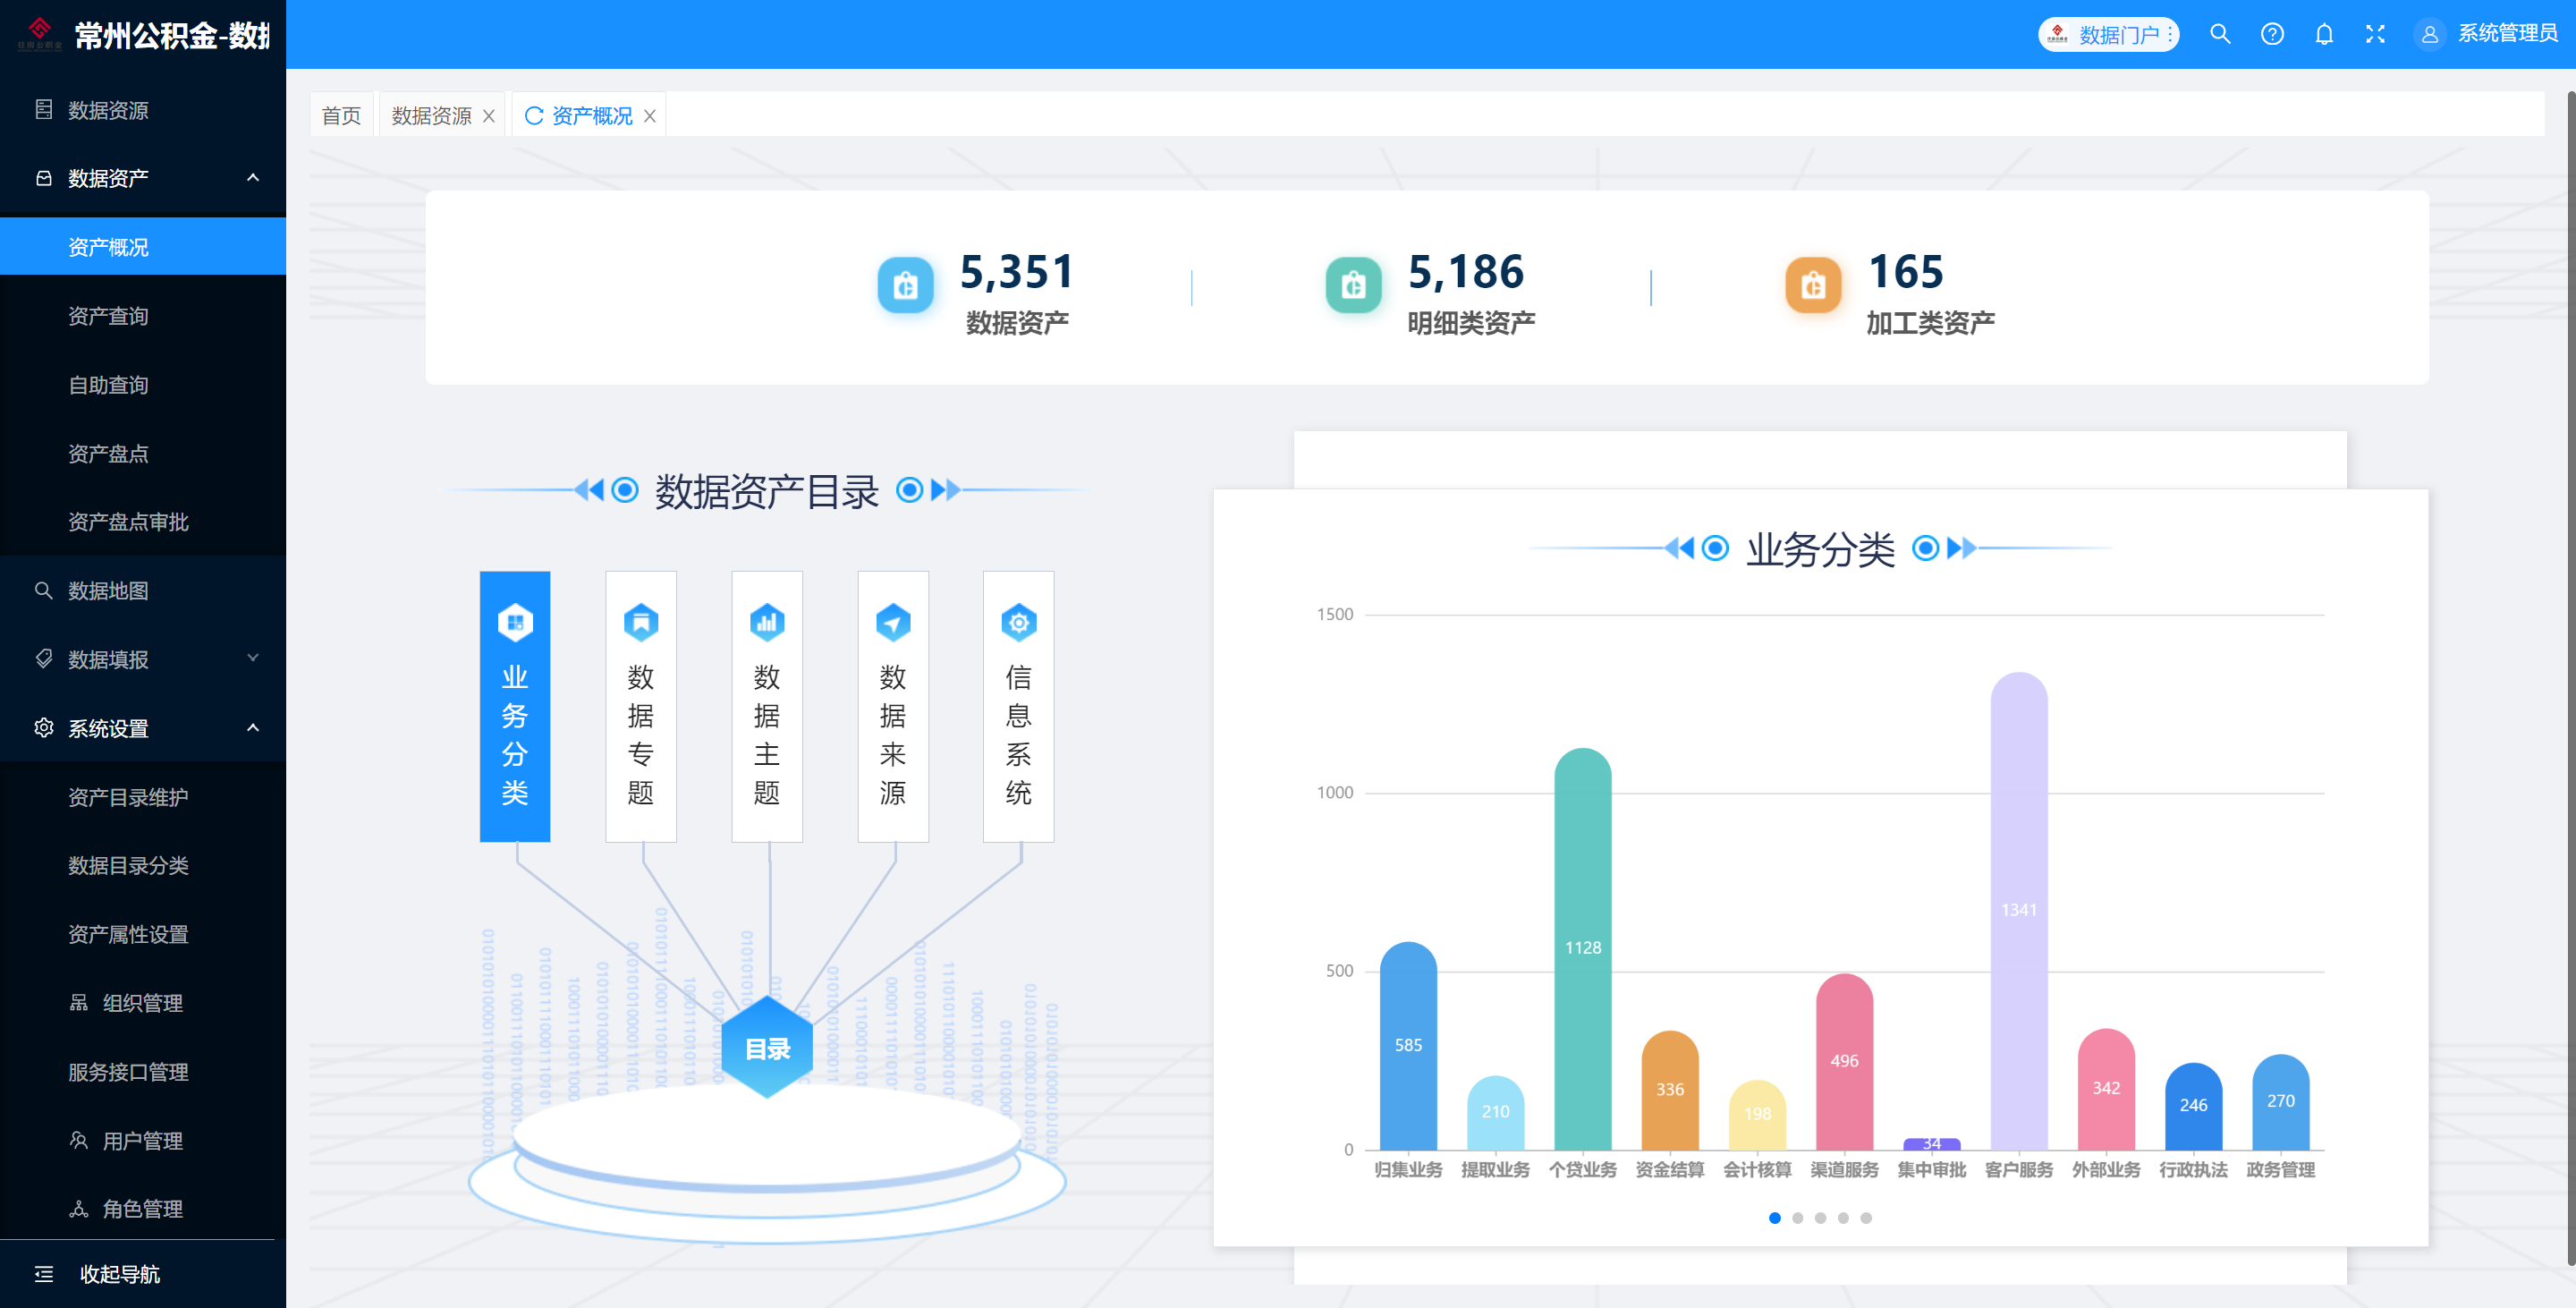 常州公积金-数据
数据门户
系统管理员
数据资源
数据资产
资产概况
资产查询
自助查询
资产盘点
资产盘点审批
数据地图
数据填报
系统设置
资产目录维护
数据目录分类
资产属性设置
组织管理
服务接口管理
用户管理
角色管理
收起导航
首页
数据资源
资产概况
5,351
数据资产
5,186
明细类资产
165
加工类资产
数据资产目录
业务分类
数据专题
数据主题
数据来源
信息系统
目录
业务分类
1500
1000
500
0
585
210
1128
336
198
496
34
1341
342
246
270
归集业务
提取业务
个贷业务
资金结算
会计核算
渠道服务
集中审批
客户服务
外部业务
行政执法
政务管理